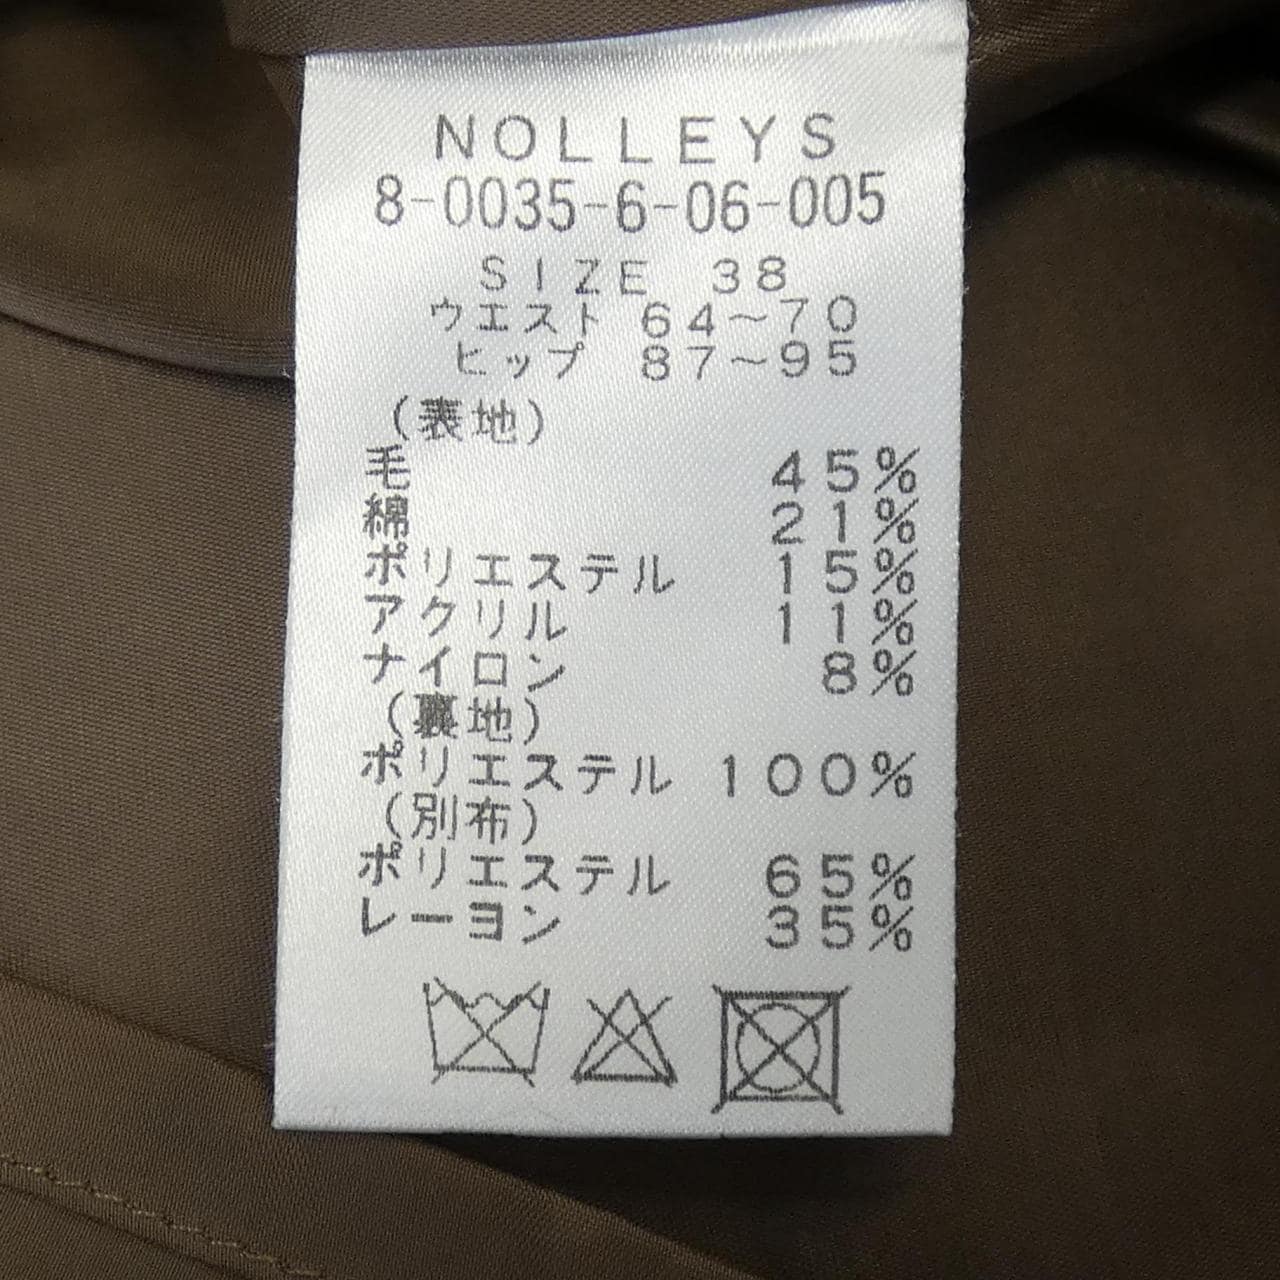 NOLLEYS
8-0035-6-06-005
SIZE 38
ウエスト 64~70
ヒップ 87~95
(表地)
毛 45%
綿 21%
ポリエステル 15%
アクリル 11%
ナイロン 8%
(裏地)
ポリエステル 100%
(別布)
ポリエステル 65%
レーヨン 35%